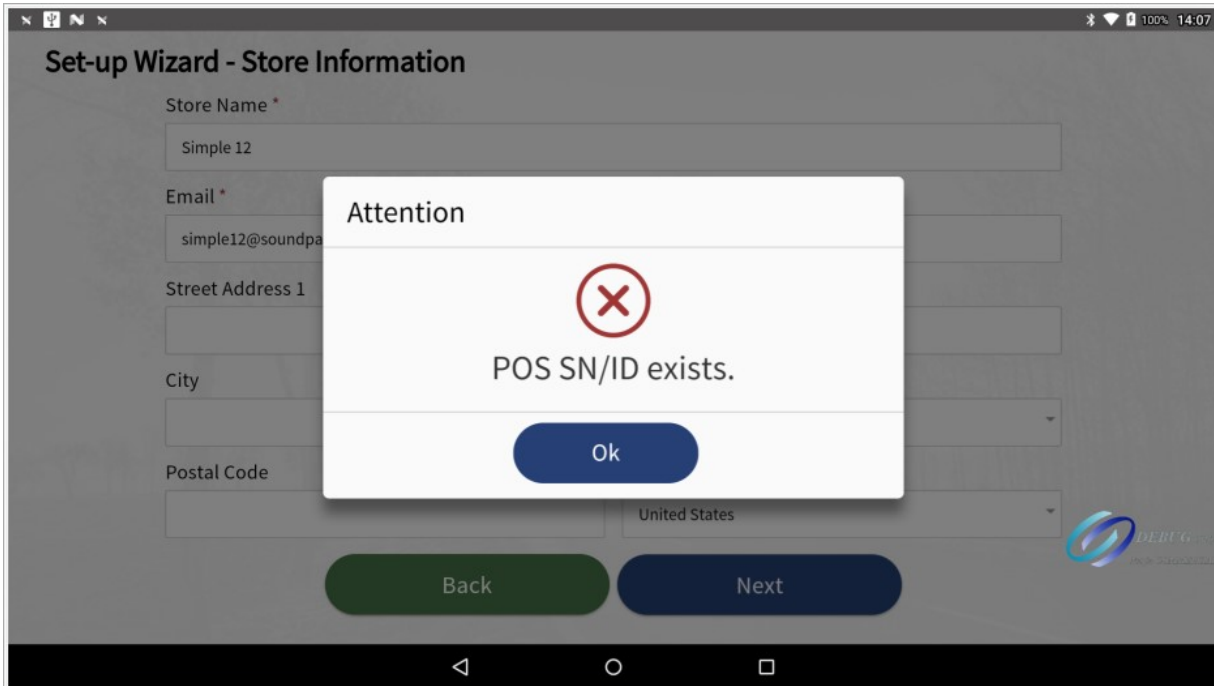 100% 14:07
Set-up Wizard - Store Information
Store Name *
Simple 12
Email *
simple12@soundpa
Attention
Street Address 1
POS SN/ID exists.
City
Ok
Postal Code
United States
DEBUG
Back
Next